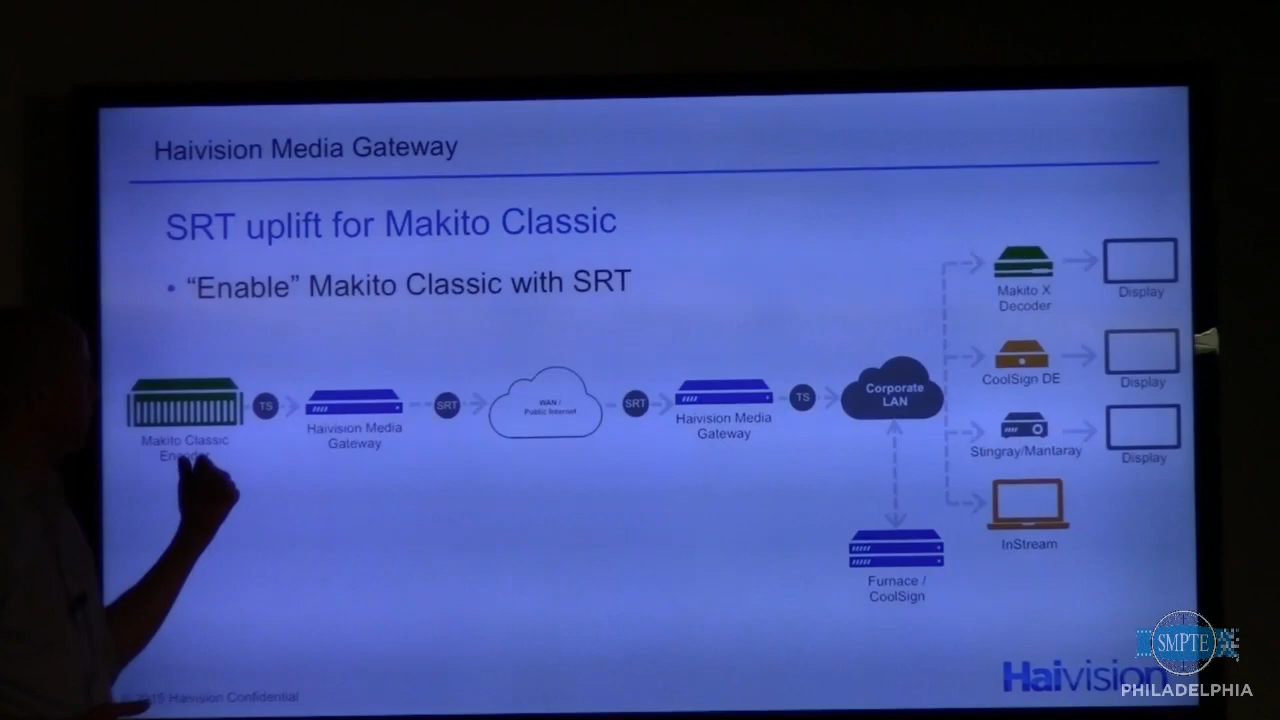 Haivision Media Gateway
SRT uplift for Makito Classic
• “Enable” Makito Classic with SRT
Makito Classic
Encoder
TS
Haivision Media
Gateway
SRT
WAN /
Public Internet
SRT
Haivision Media
Gateway
TS
Corporate
LAN
Makito X
Decoder
Display
CoolSign DE
Display
Stingray/Mantaray
Display
InStream
Furnace /
CoolSign
© 2015 Haivision Confidential
Haivision
SMPTE
PHILADELPHIA